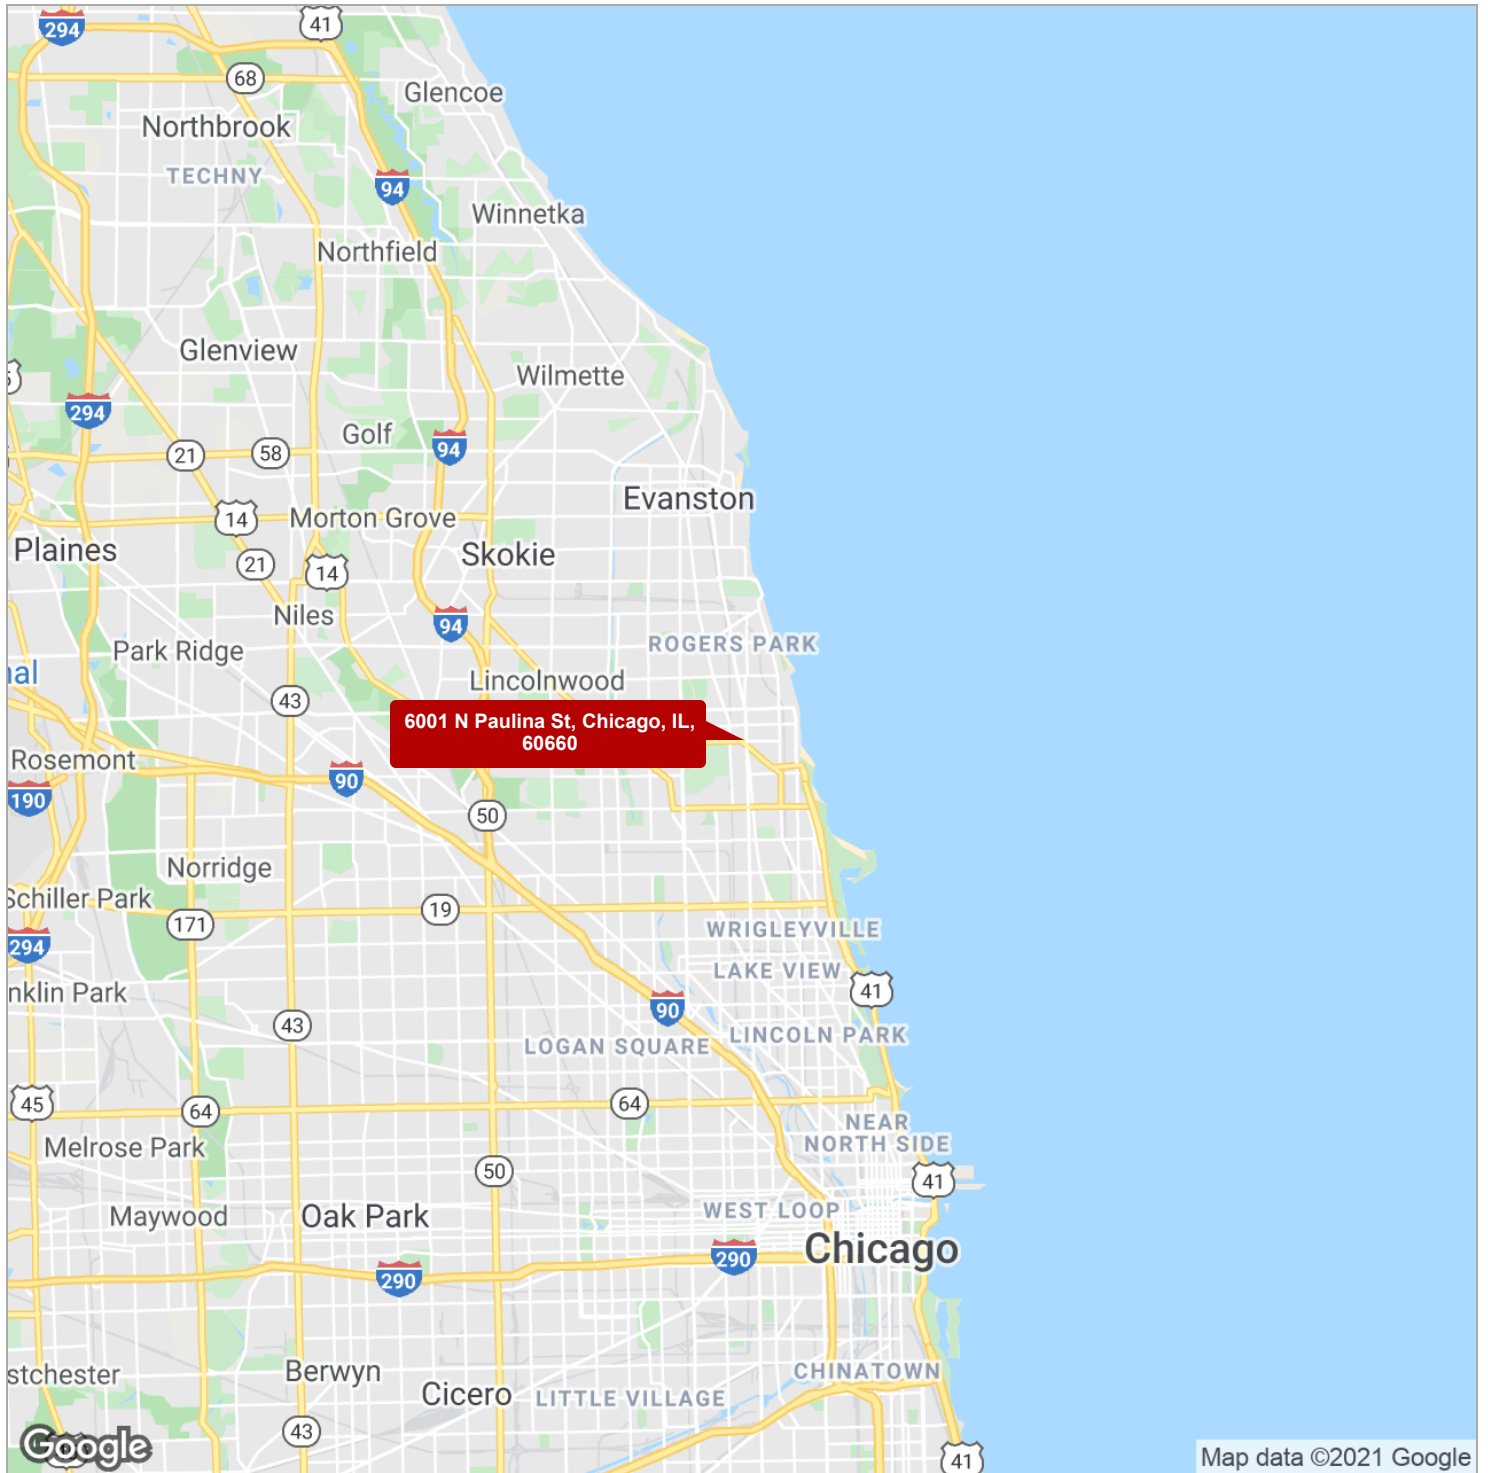 294
41
68
Glencoe
Northbrook
TECHNY
94
Winnetka
Northfield
Glenview
Wilmette
294
Golf
94
21
58
Evanston
14
Morton Grove
Plaines
Skokie
21
14
Niles
94
ROGERS PARK
Park Ridge
Lincolnwood
43
6001 N Paulina St, Chicago, IL,
60660
Rosemont
90
190
50
Norridge
Schiller Park
19
171
WRIGLEYVILLE
294
LAKE VIEW
nklin Park
41
90
43
LINCOLN PARK
LOGAN SQUARE
45
64
64
NEAR
NORTH SIDE
Melrose Park
50
41
Maywood
Oak Park
WEST LOOP
Chicago
290
290
Berwyn
CHINATOWN
stchester
Cicero
LITTLE VILLAGE
43
Google
41
Map data ©2021 Google